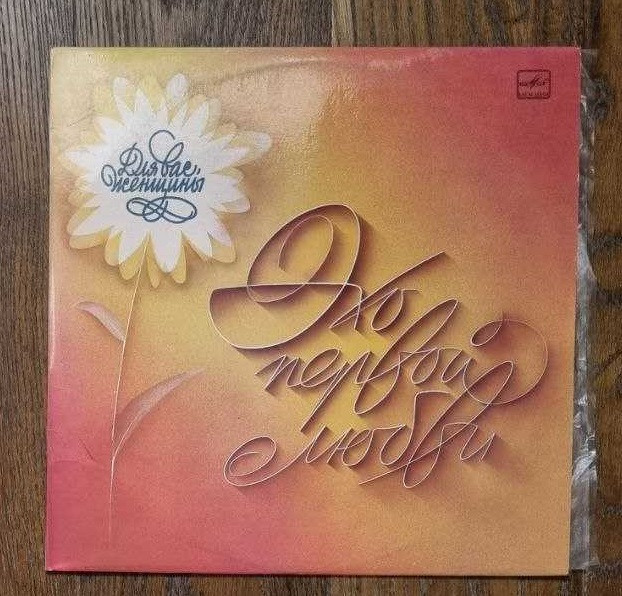 Для вас,
женщины
Эхо
первой
любви